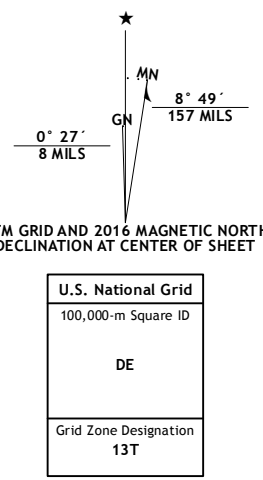 MN
GN
0° 27´
8 MILS
8° 49´
157 MILS
TM GRID AND 2016 MAGNETIC NORTH
DECLINATION AT CENTER OF SHEET
U.S. National Grid
100,000-m Square ID
DE
Grid Zone Designation
13T